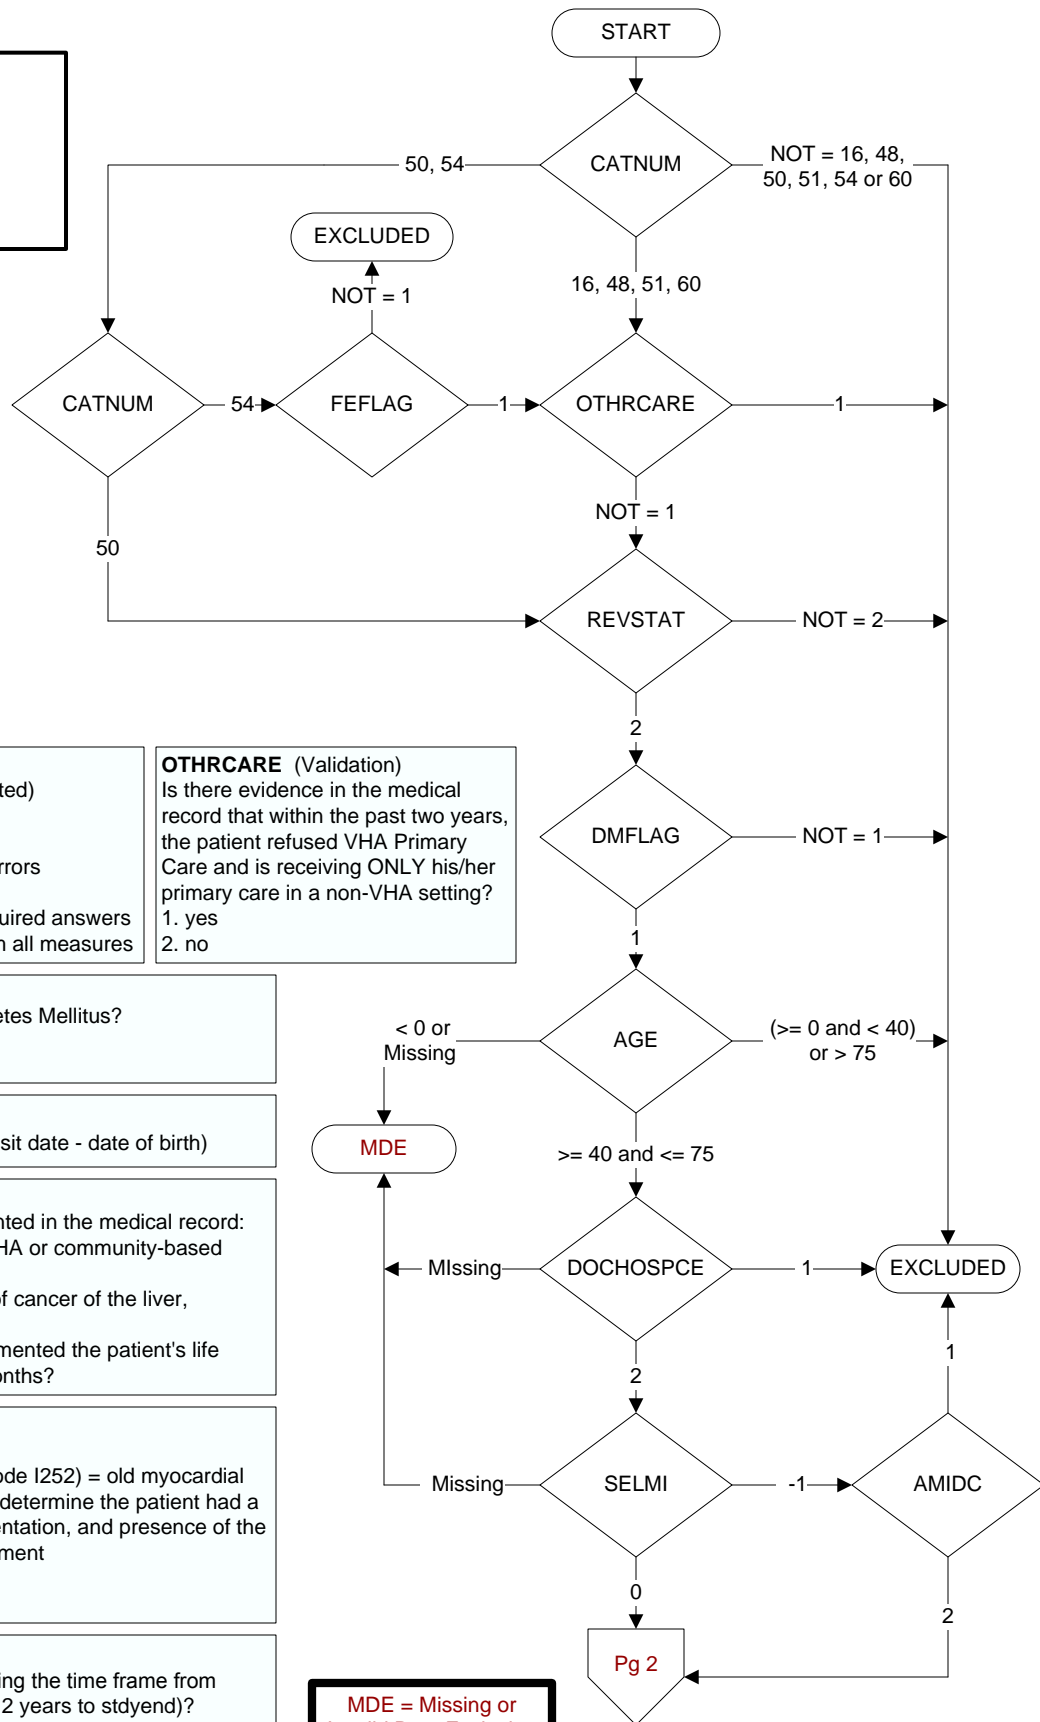 START
CATNUM
50, 54
NOT = 16, 48,
50, 51, 54 or 60
EXCLUDED
NOT = 1
16, 48, 51, 60
CATNUM
54
FEFLAG
1
OTHRCARE
1
NOT = 1
50
REVSTAT
NOT = 2
2
OTHRCARE (Validation)
Is there evidence in the medical
record that within the past two years,
the patient refused VHA Primary
Care and is receiving ONLY his/her
primary care in a non-VHA setting?
1. yes
2. no
uired answers
all measures
DMFLAG
NOT = 1
1
etes Mellitus?
< 0 or
Missing
AGE
(>= 0 and < 40)
or > 75
sit date - date of birth)
MDE
>= 40 and <= 75
nted in the medical record:
HA or community-based
of cancer of the liver,
mented the patient's life
onths?
MIssing
DOCHOSPCE
1
EXCLUDED
2
1
ode I252) = old myocardial
determine the patient had a
entation, and presence of the
ment
Missing
SELMI
-1
AMIDC
0
2
ing the time frame from
2 years to stdyend)?
Pg 2
MDE = Missing or